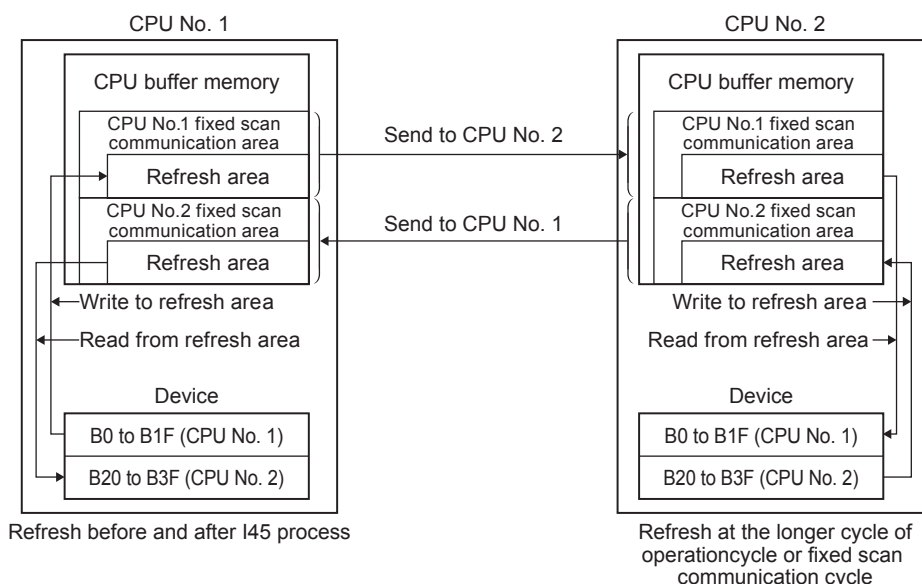 CPU No. 1
CPU buffer memory
CPU No.1 fixed scan
communication area
Refresh area
CPU No.2 fixed scan
communication area
Refresh area
Write to refresh area
Read from refresh area
Device
B0 to B1F (CPU No. 1)
B20 to B3F (CPU No. 2)
Refresh before and after I45 process
Send to CPU No. 2
Send to CPU No. 1
CPU No. 2
CPU buffer memory
CPU No.1 fixed scan
communication area
Refresh area
CPU No.2 fixed scan
communication area
Refresh area
Write to refresh area
Read from refresh area
Device
B0 to B1F (CPU No. 1)
B20 to B3F (CPU No. 2)
Refresh at the longer cycle of
operationcycle or fixed scan
communication cycle